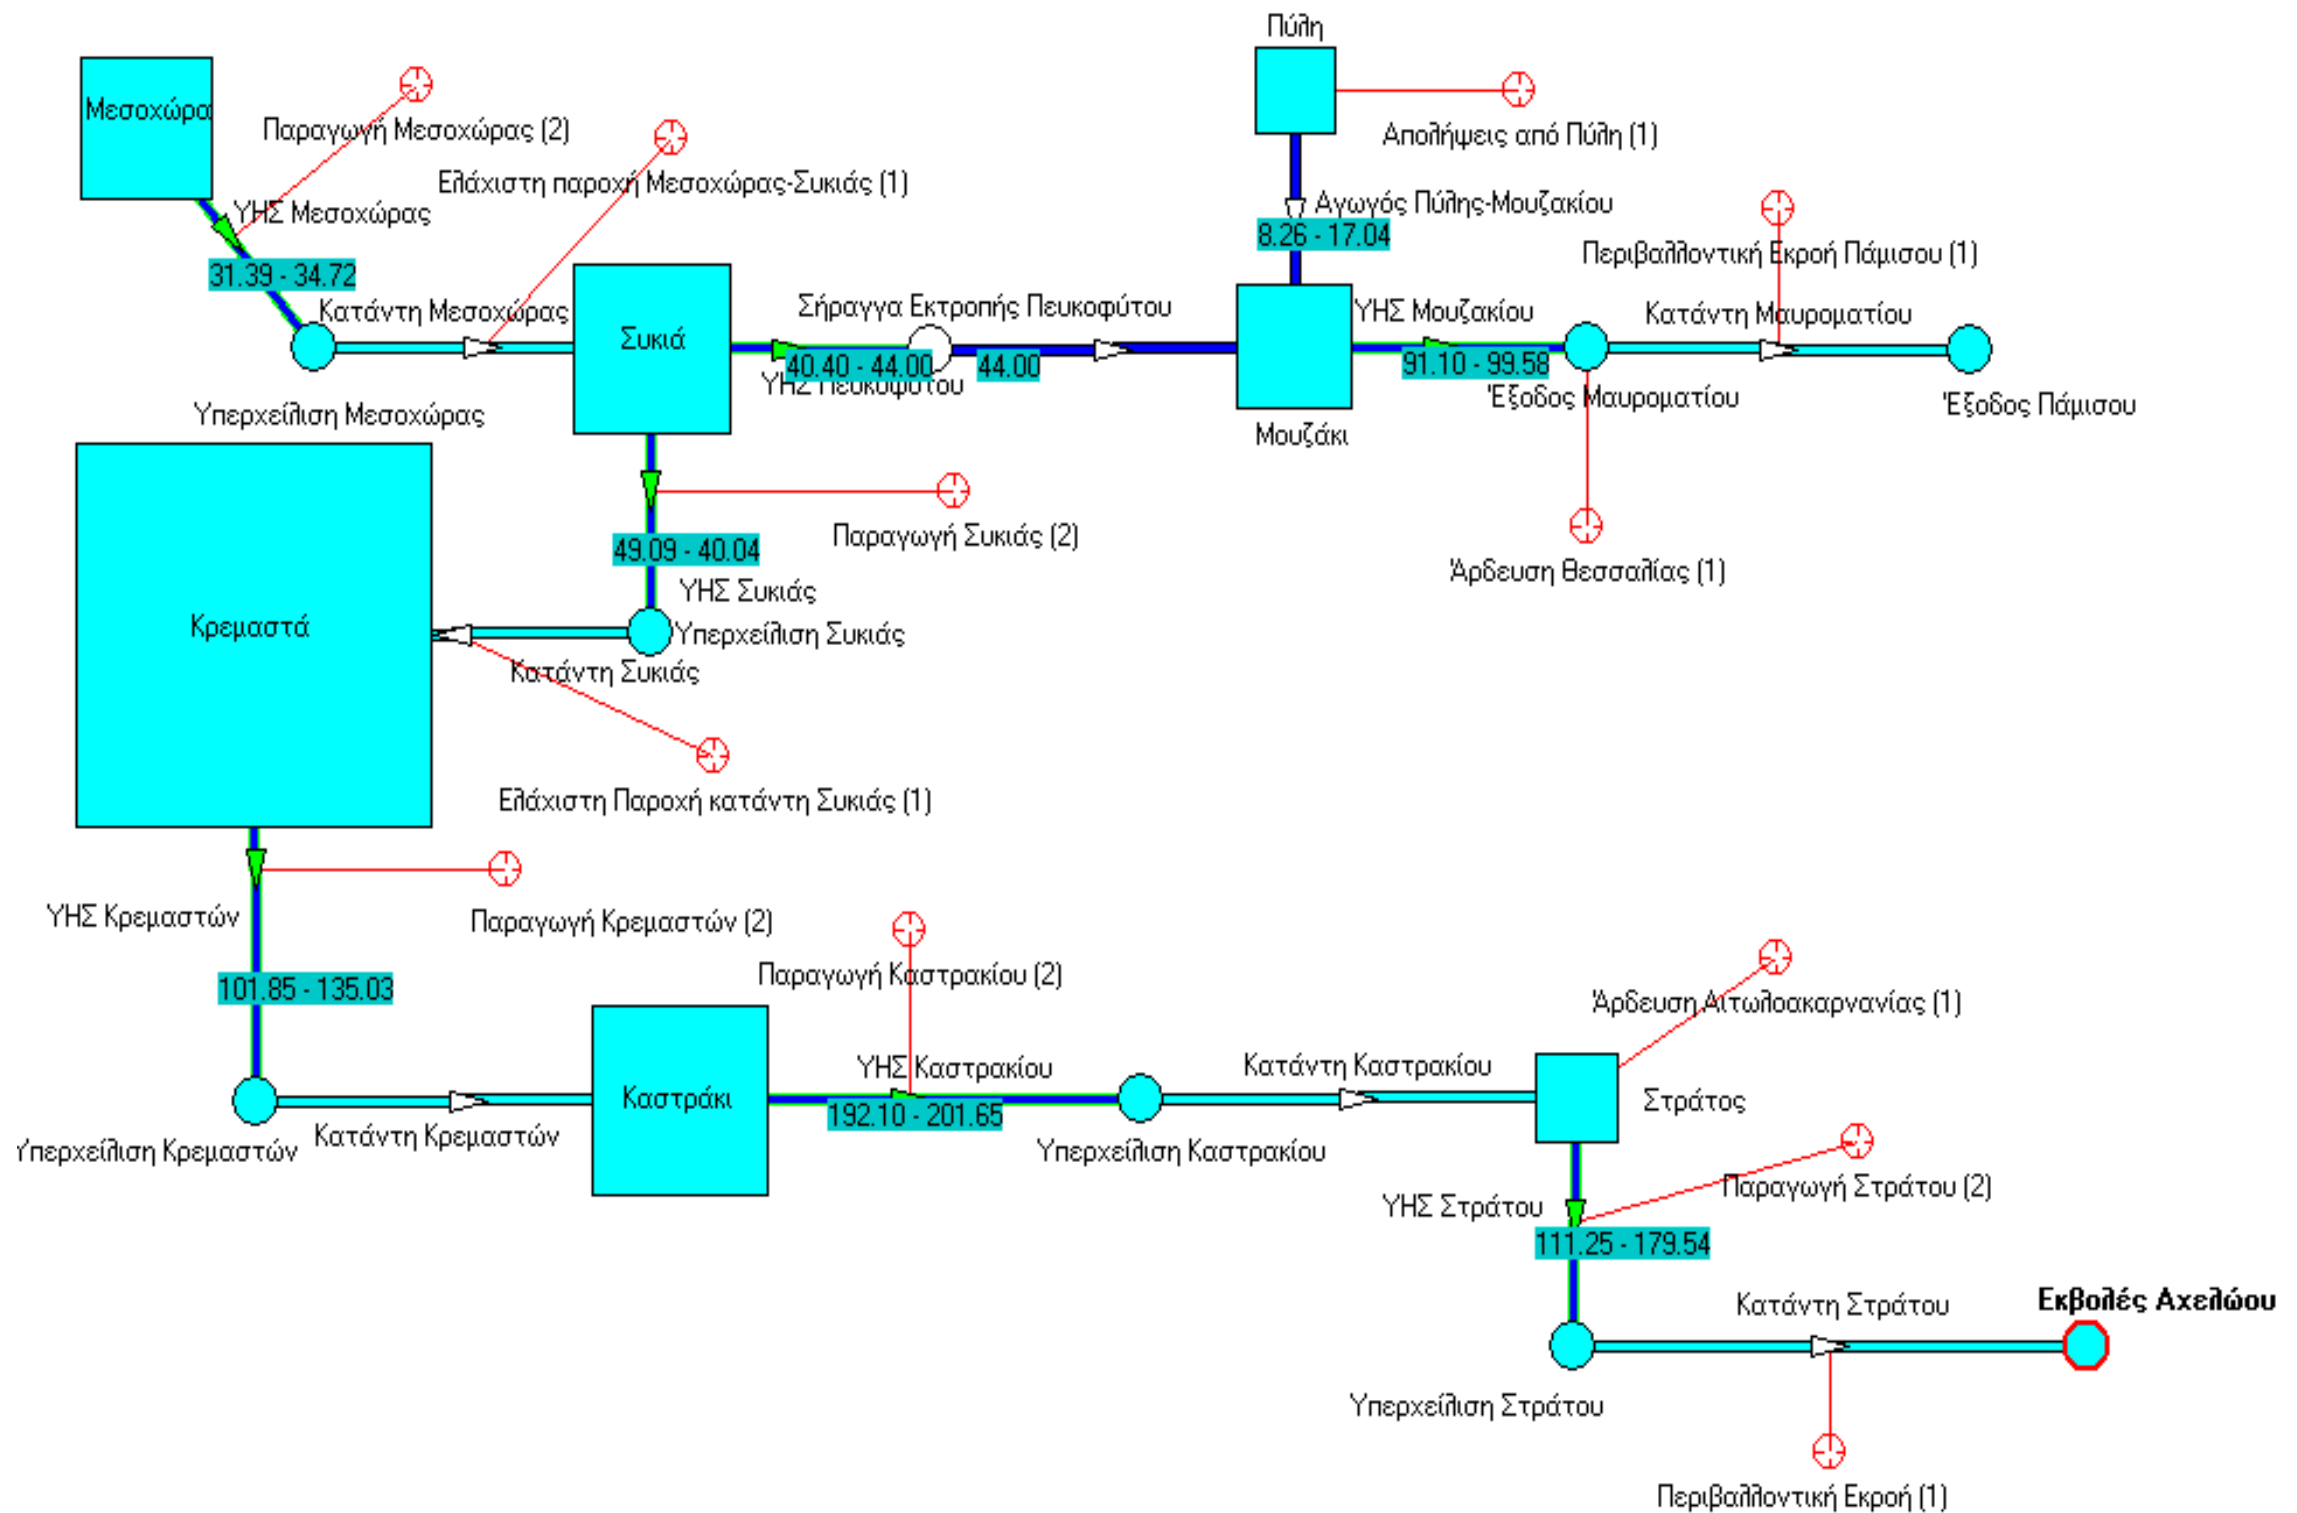 Πύλη
Μεσοχώρα
Παραγωγή Μεσοχώρας (2)
Απολήψεις από Πύλη (1)
Ελάχιστη παροχή Μεσοχώρας-Συκιάς (1)
ΥΗΣ Μεσοχώρας
Αγωγός Πύλης-Μουζακίου
8.26 - 17.04
Περιβαλλοντική Εκροή Πάμισου (1)
31.39 - 34.72
Κατάντη Μεσοχώρας
Συκιά
Σήραγγα Εκτροπής Πευκοφύτου
ΥΗΣ Μουζακίου
Κατάντη Μαυροματίου
40.40 - 44.00
44.00
91.10 - 99.58
ΥΗΣ Πευκοφύτου
Έξοδος Μαυροματίου
Έξοδος Πάμισου
Υπερχείλιση Μεσοχώρας
Μουζάκι
Παραγωγή Συκιάς (2)
49.09 - 40.04
Άρδευση Θεσσαλίας (1)
ΥΗΣ Συκιάς
Κρεμαστά
Υπερχείλιση Συκιάς
Κατάντη Συκιάς
Ελάχιστη Παροχή κατάντη Συκιάς (1)
ΥΗΣ Κρεμαστών
Παραγωγή Κρεμαστών (2)
101.85 - 135.03
Παραγωγή Καστρακίου (2)
Άρδευση Αιτωλοακαρνανίας (1)
ΥΗΣ Καστρακίου
Κατάντη Καστρακίου
Καστράκι
192.10 - 201.65
Στράτος
Υπερχείλιση Κρεμαστών
Κατάντη Κρεμαστών
Υπερχείλιση Καστρακίου
Παραγωγή Στράτου (2)
ΥΗΣ Στράτου
111.25 - 179.54
Κατάντη Στράτου
Εκβολές Αχελώου
Υπερχείλιση Στράτου
Περιβαλλοντική Εκροή (1)